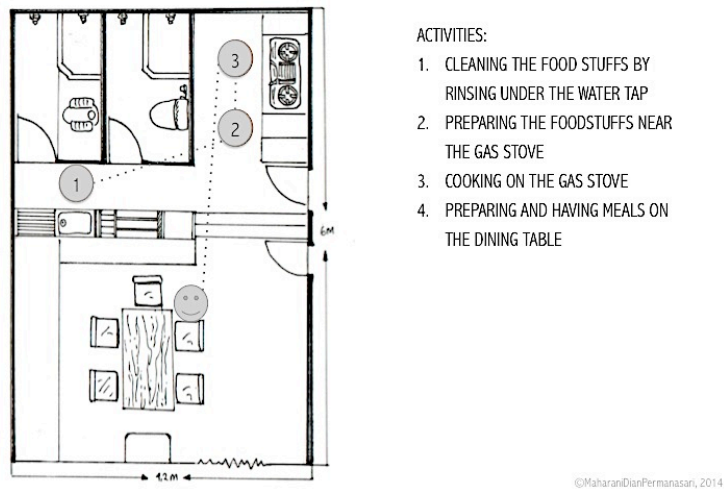 ACTIVITIES:
1. CLEANING THE FOOD STUFFS BY
RINSING UNDER THE WATER TAP
2. PREPARING THE FOODSTUFFS NEAR
THE GAS STOVE
3. COOKING ON THE GAS STOVE
4. PREPARING AND HAVING MEALS ON
THE DINING TABLE
3
2
1
6M
4.2M
©MaharaniDianPermanasari, 2014